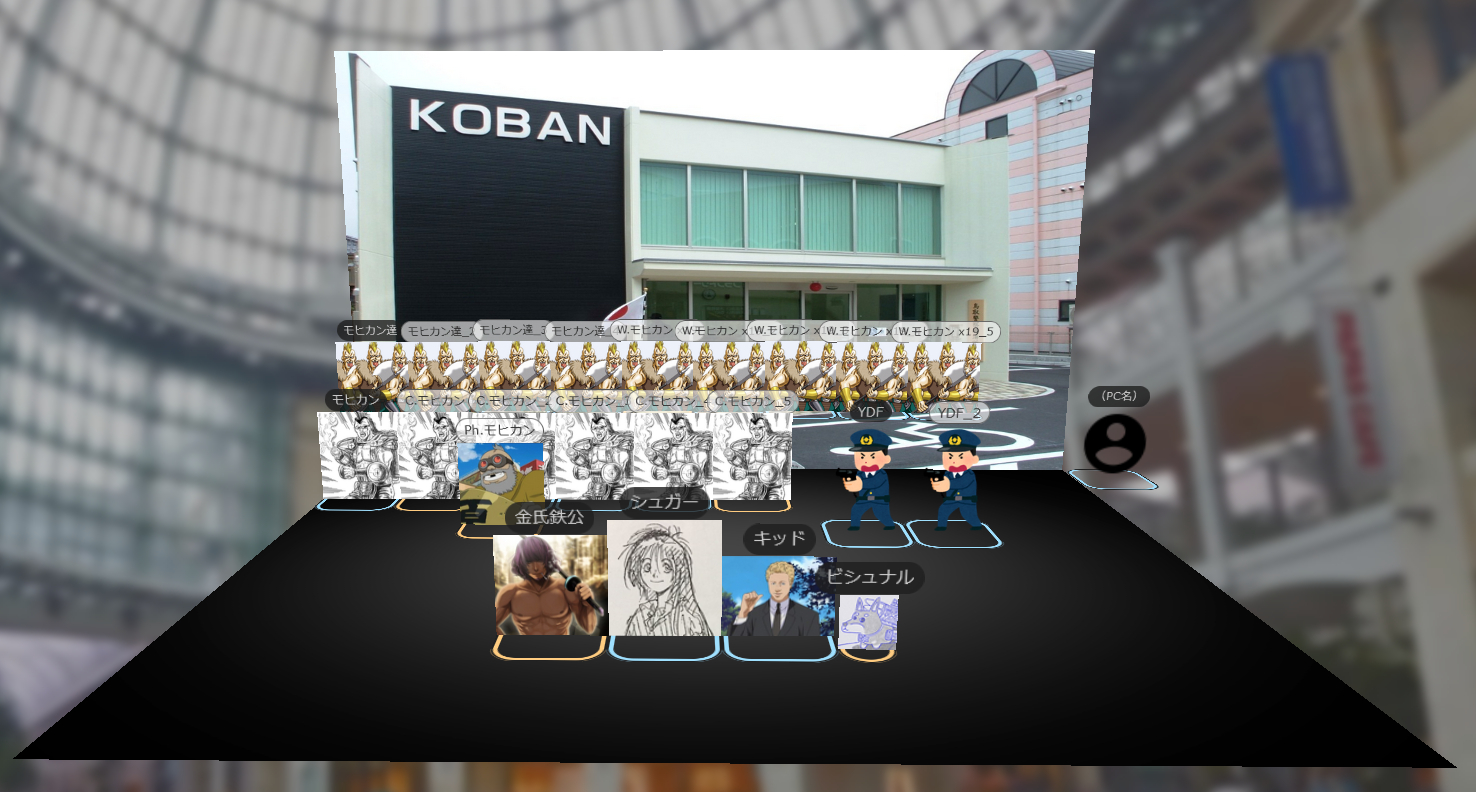 KOBAN
モヒカン達
モヒカン達_
モヒカン達_
モヒカン達
W.モヒカン
W.モヒカン x
W.モヒカン x
W.モヒカン x
W.モヒカン x19_5
モヒカン
C.モヒカン
C.モヒカン_
C.モヒカン_
C.モヒカン_
C.モヒカン_5
YDF
YDF_2
(PC名)
Ph.モヒカン
金氏鉄公
シュガー
キッド
ビシュナル